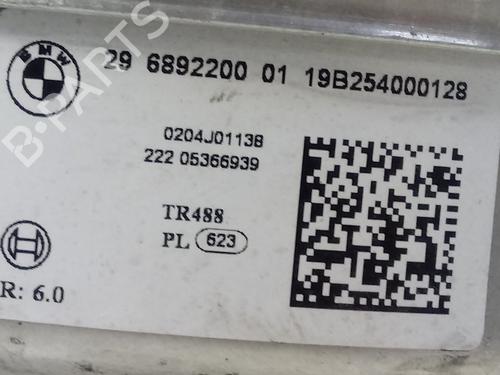 BMW
29 6892200 01 19B254000128
0204J01138
222 05366939
TR488
PL 623
R: 6.0
B-PARTS